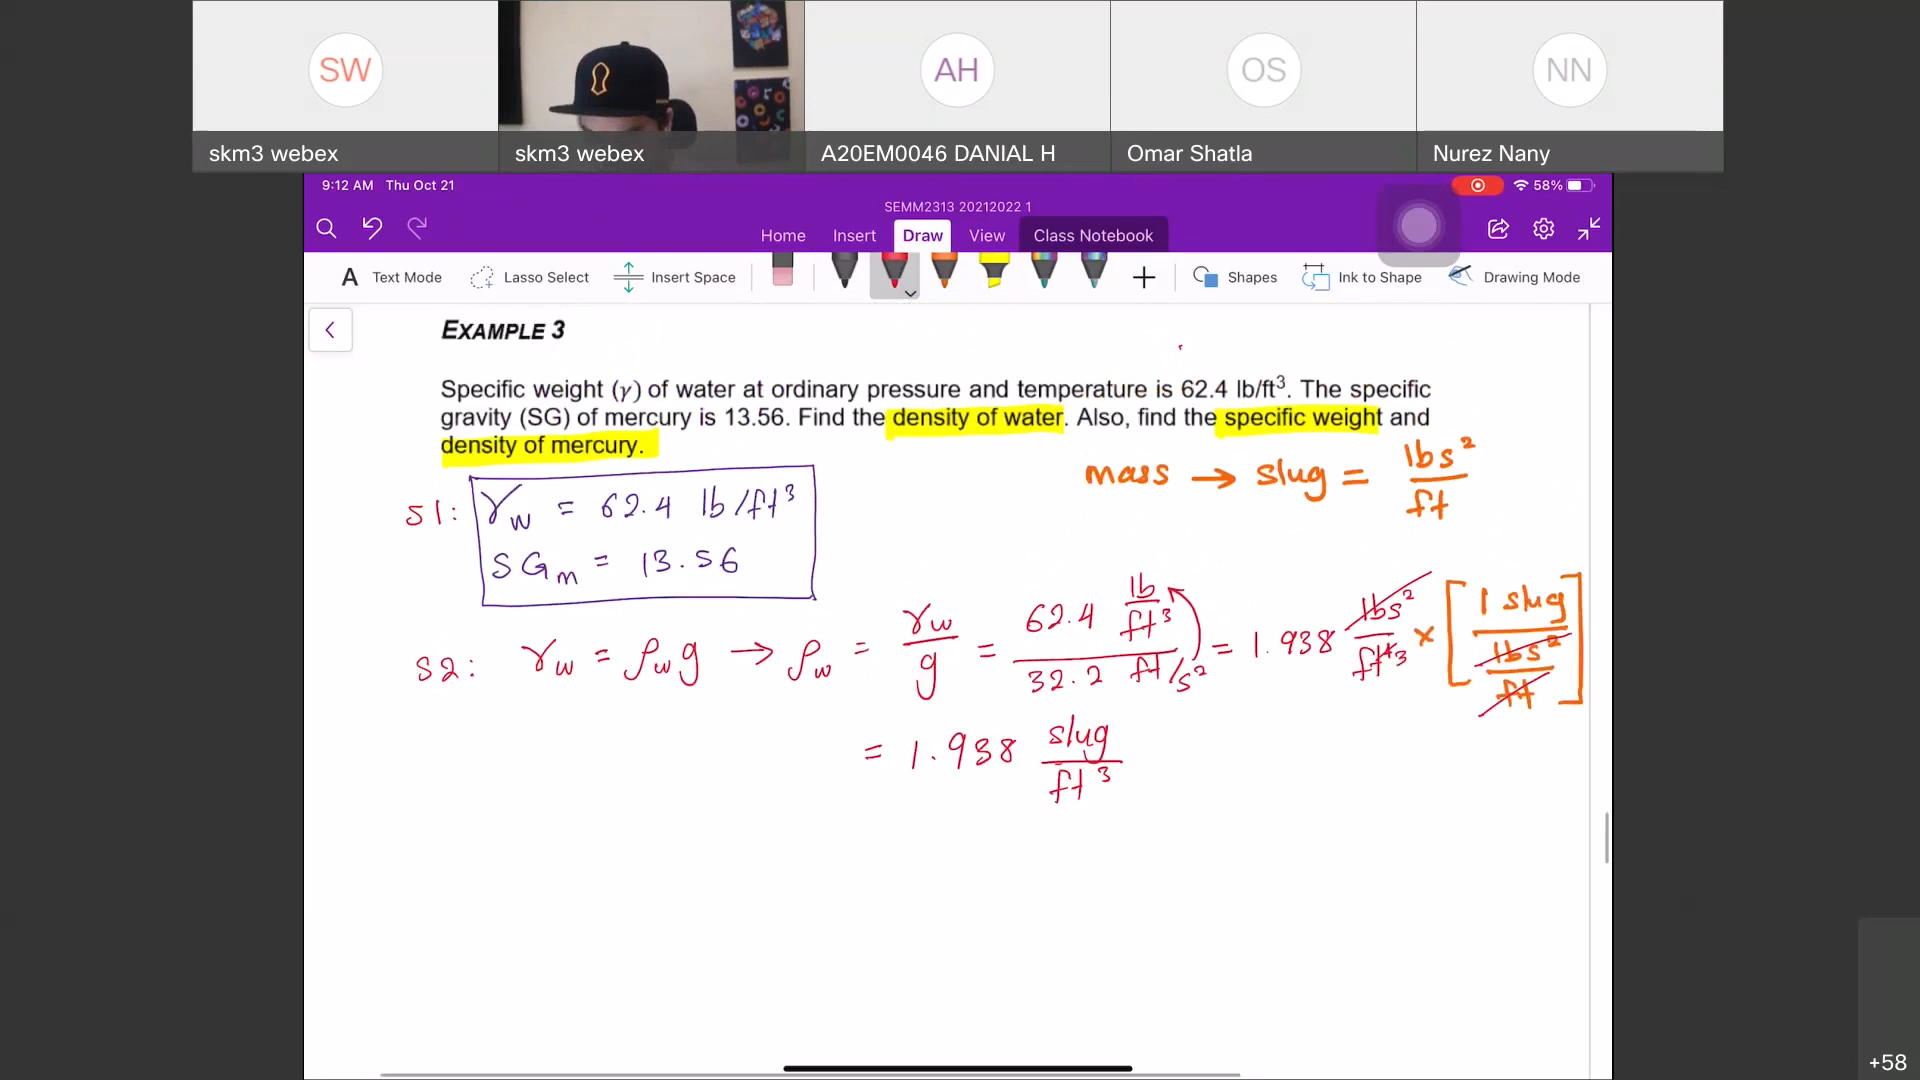 SW
AH
OS
NN
skm3 webex
skm3 webex
A20EM0046 DANIAL H
Omar Shatla
Nurez Nany
9:12 AM Thu Oct 21
58%
SEMM2313 20212022 1
Home Insert Draw View Class Notebook
A Text Mode Lasso Select Insert Space Shapes Ink to Shape Drawing Mode
EXAMPLE 3
Specific weight (γ) of water at ordinary pressure and temperature is 62.4 lb/ft³. The specific
gravity (SG) of mercury is 13.56. Find the density of water. Also, find the specific weight and
density of mercury.
mass → slug = lbs²/ft
S1: γw = 62.4 lb/ft³
SGm = 13.56
S2: γw = ρw g → ρw = γw/g = 62.4 lb/ft³ / 32.2 ft/s² = 1.938 lbs²/ft⁴3 × [1 slug / lbs²/ft]
= 1.938 slug/ft³
+58